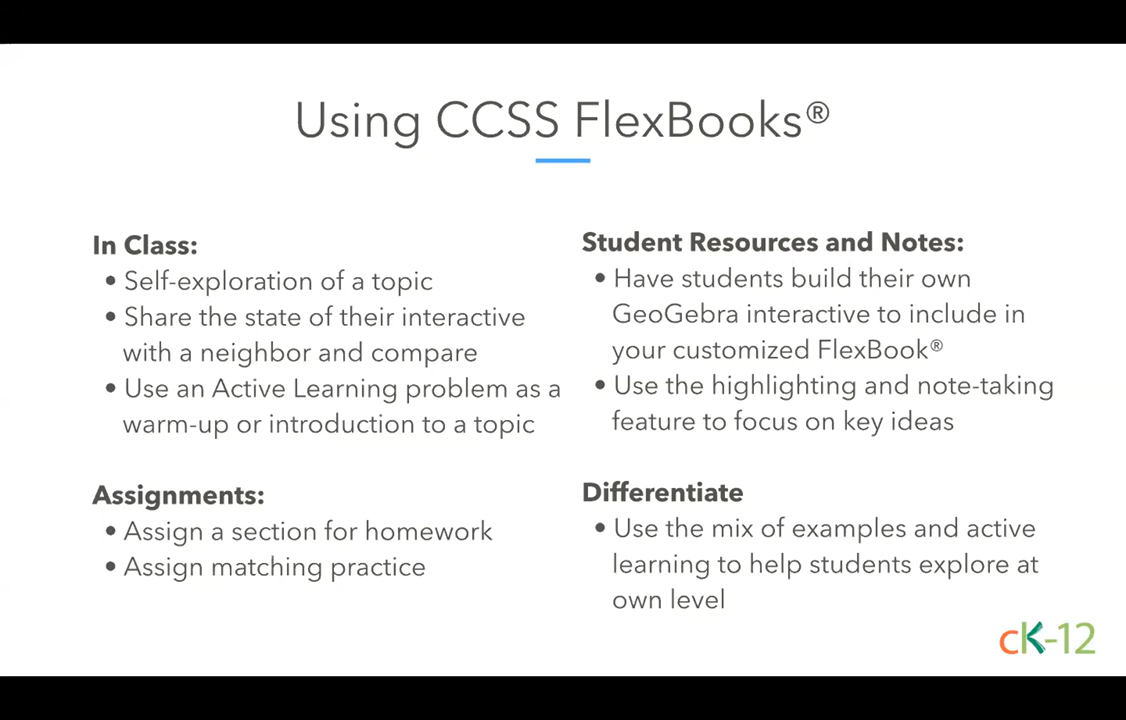 Using CCSS FlexBooks®
In Class:
• Self-exploration of a topic
• Share the state of their interactive
with a neighbor and compare
• Use an Active Learning problem as a
warm-up or introduction to a topic
Assignments:
• Assign a section for homework
• Assign matching practice
Student Resources and Notes:
• Have students build their own
GeoGebra interactive to include in
your customized FlexBook®
• Use the highlighting and note-taking
feature to focus on key ideas
Differentiate
• Use the mix of examples and active
learning to help students explore at
own level
cK-12